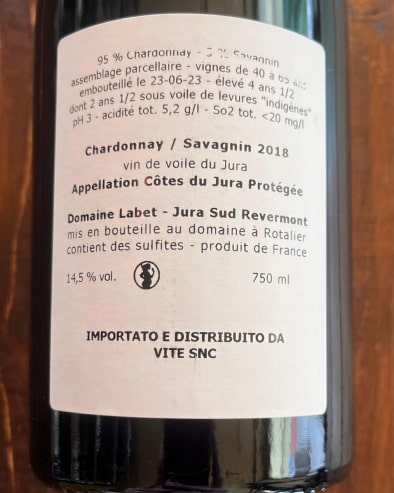 95 % Chardonnay - 5 % Savagnin
assemblage parcellaire - vignes de 40 à 65 ans
embouteillé le 23-06-23 - élevé 4 ans 1/2
dont 2 ans 1/2 sous voile de levures "indigènes"
pH 3 - acidité tot. 5,2 g/l - So2 tot. <20 mg/l
Chardonnay / Savagnin 2018
vin de voile du Jura
Appellation Côtes du Jura Protégée
Domaine Labet - Jura Sud Revermont
mis en bouteille au domaine à Rotalier
contient des sulfites - produit de France
14,5 % vol. 750 ml
IMPORTATO E DISTRIBUITO DA
VITE SNC